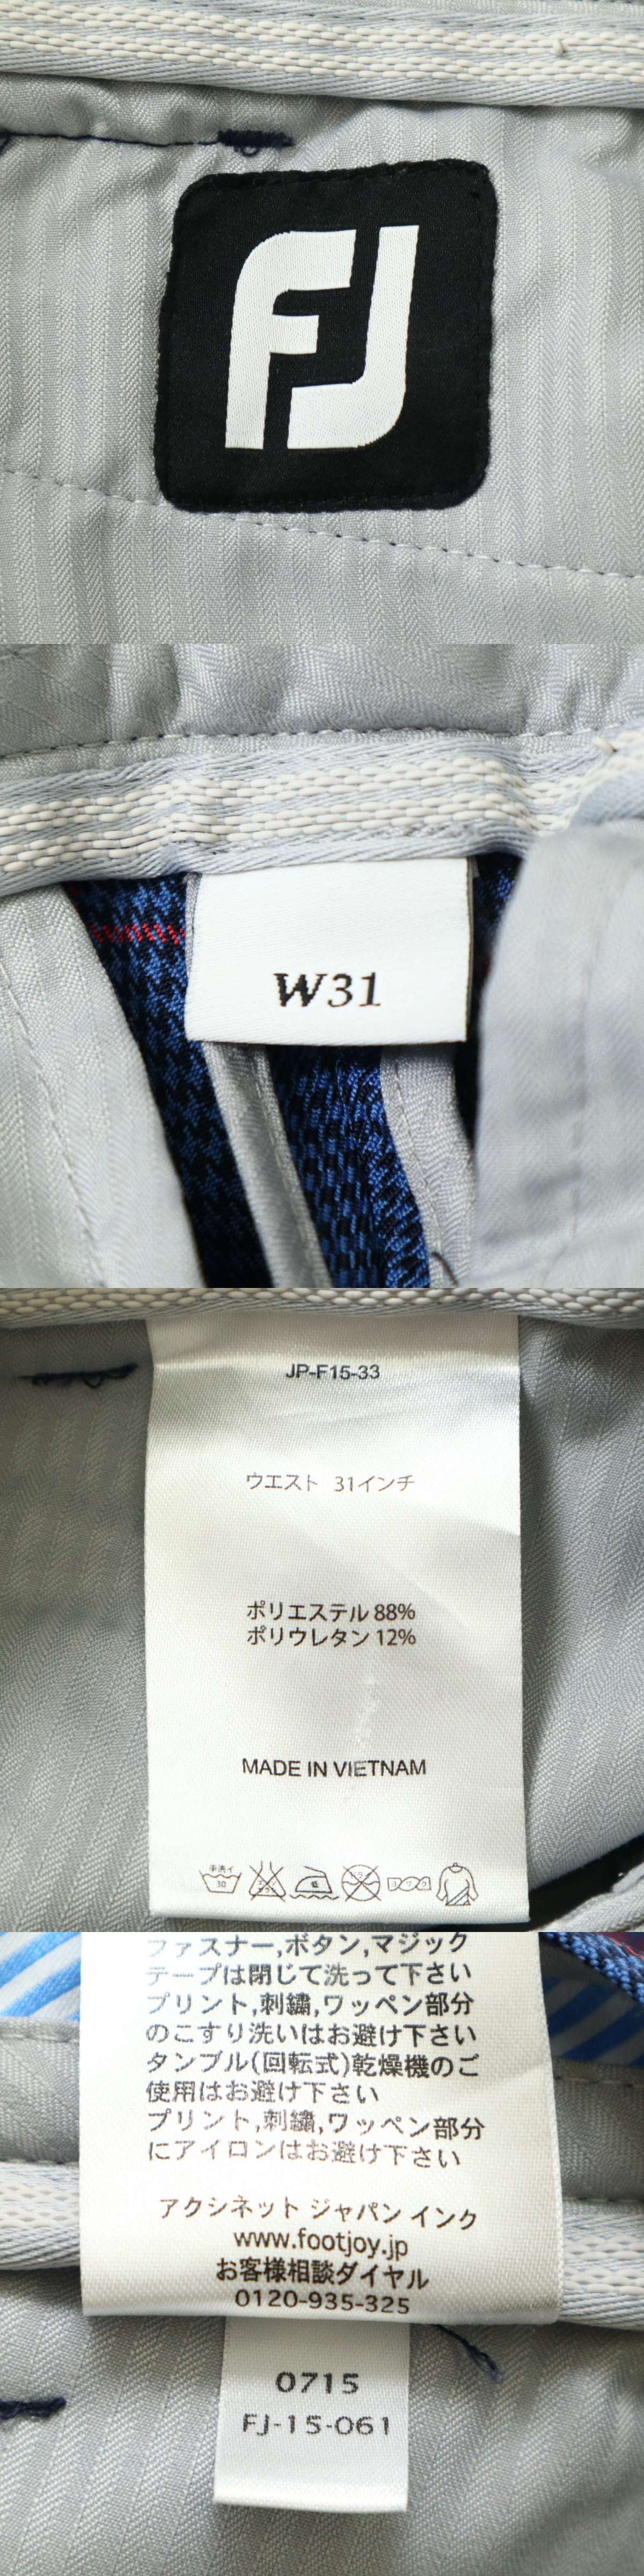 FJ
W31
JP-F15-33
ウエスト 31インチ
ポリエステル 88%
ポリウレタン 12%
MADE IN VIETNAM
手洗イ
30
低
ファスナー,ボタン,マジック
テープは閉じて洗って下さい
プリント,刺繍,ワッペン部分
のこすり洗いはお避け下さい
タンブル(回転式)乾燥機のご
使用はお避け下さい
プリント,刺繍,ワッペン部分
にアイロンはお避け下さい
アクシネット ジャパン インク
www.footjoy.jp
お客様相談ダイヤル
0120-935-325
0715
FJ-15-061